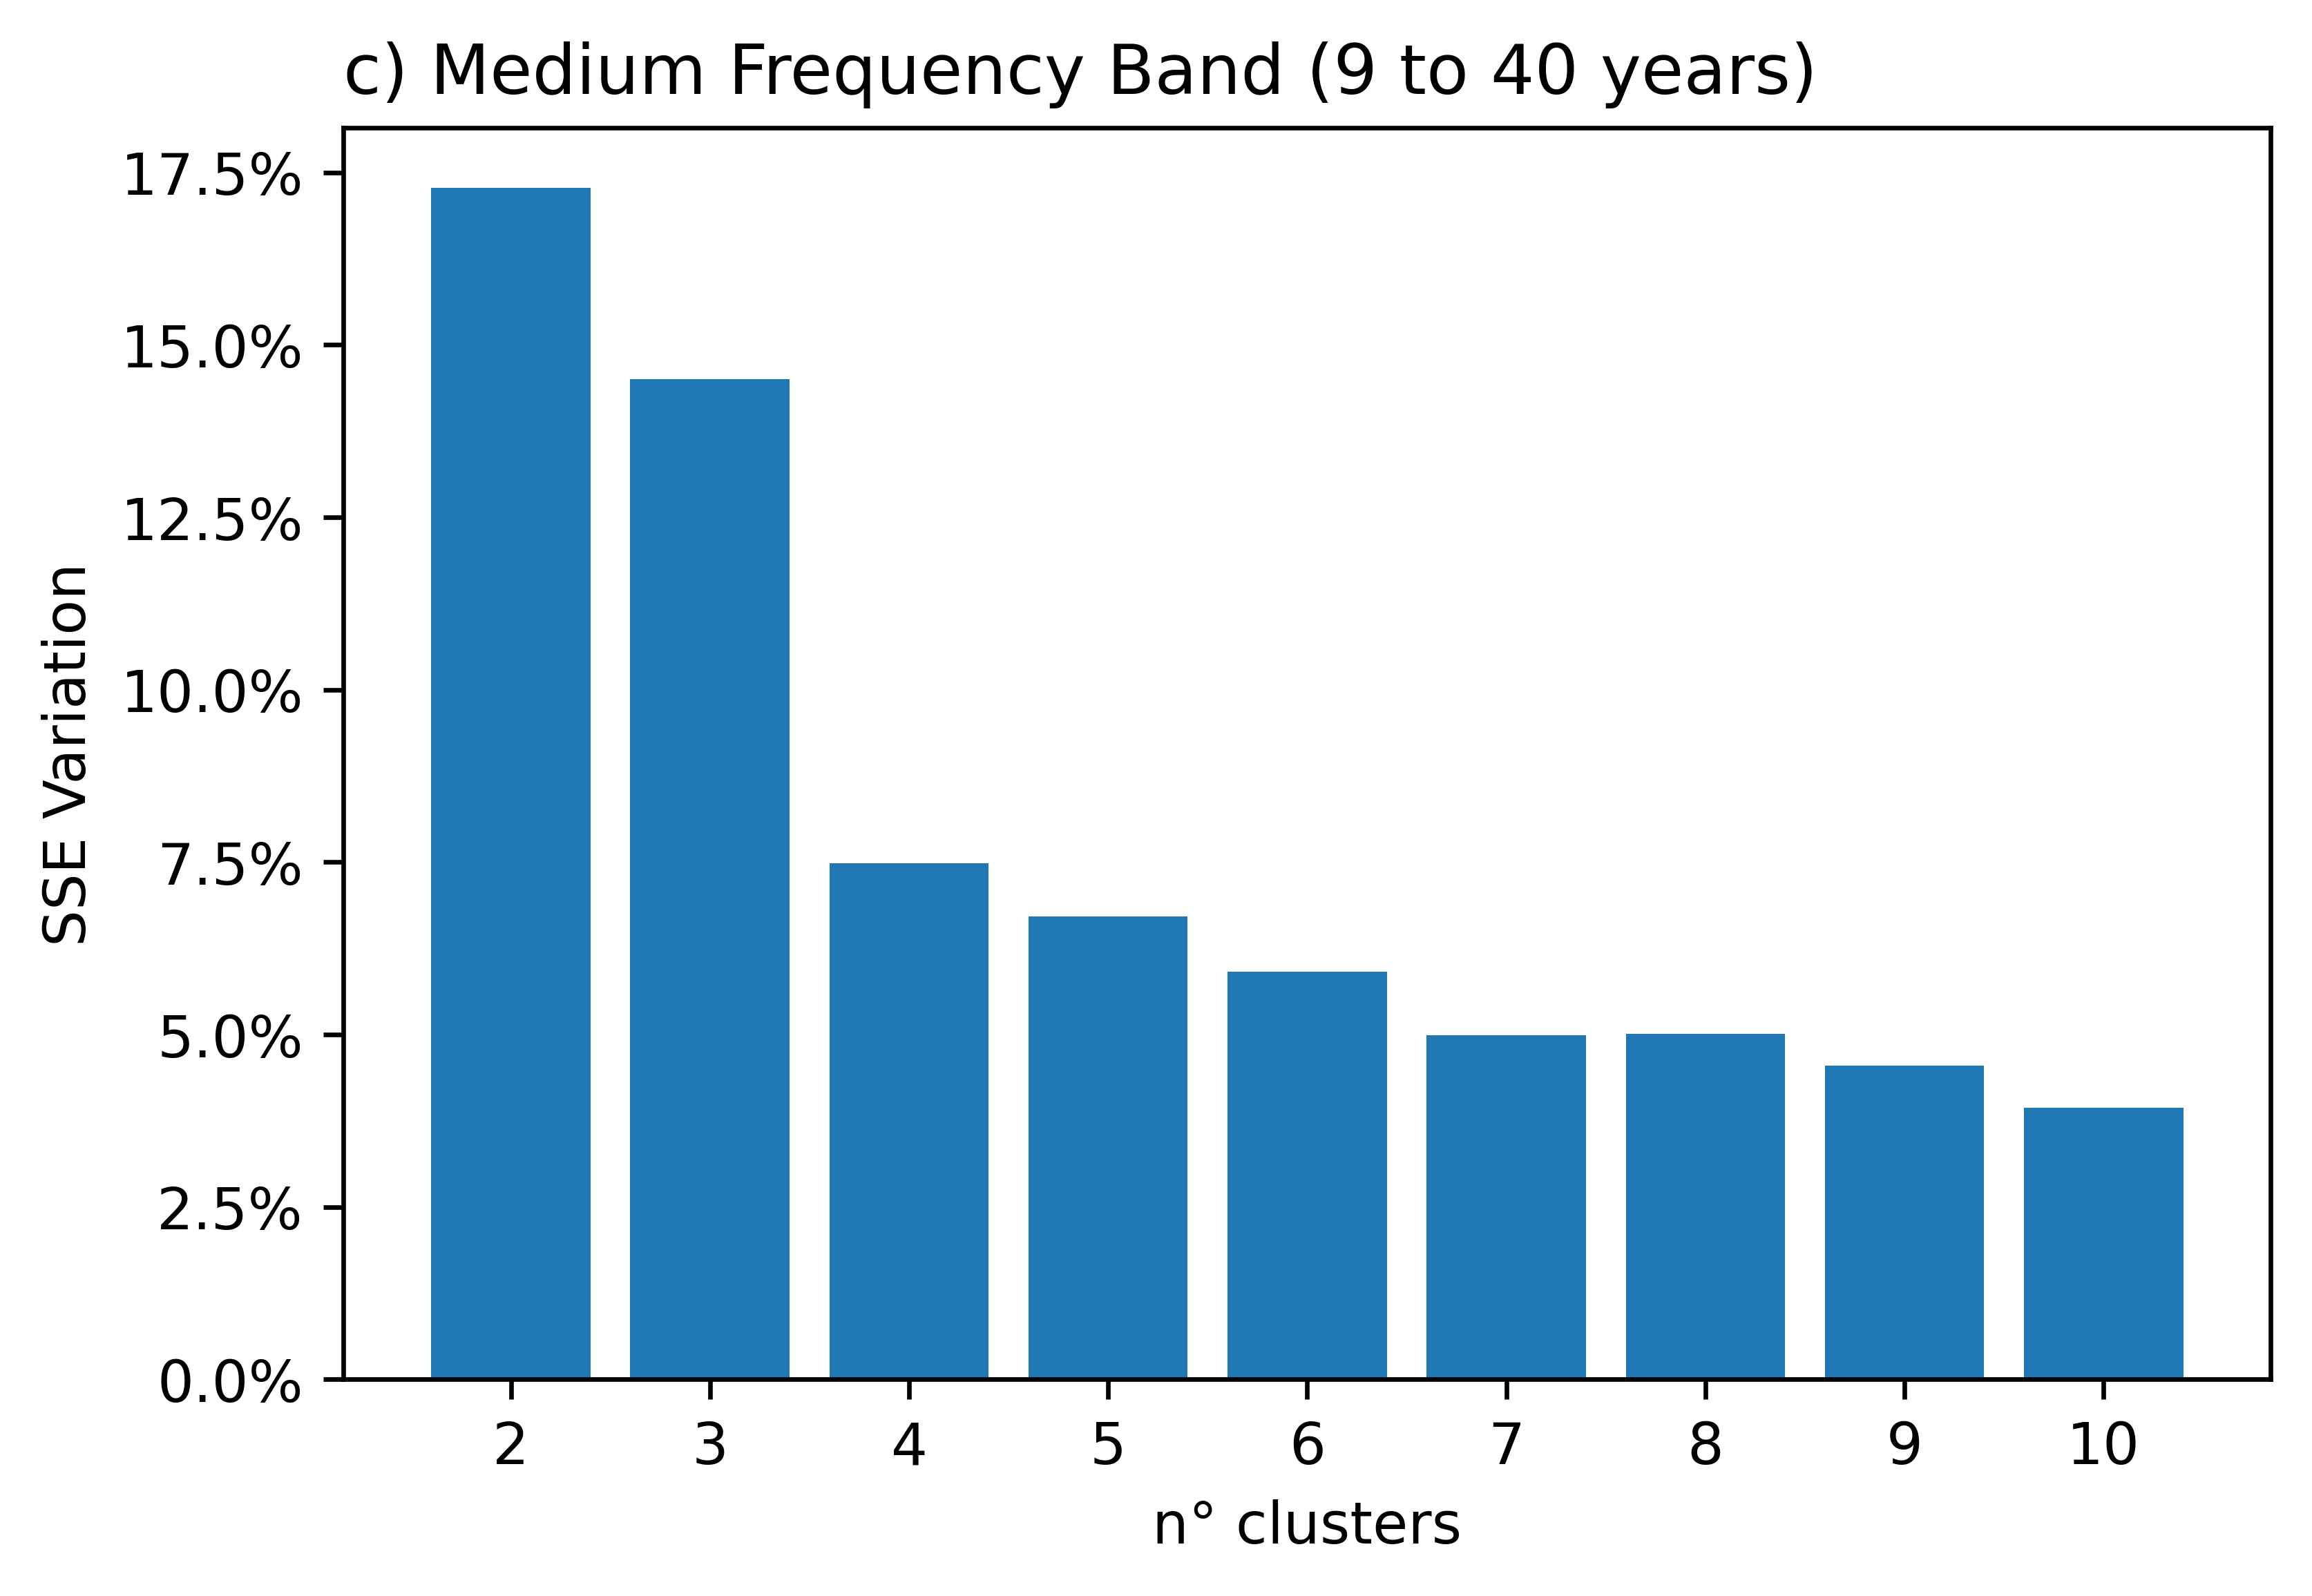 c) Medium Frequency Band (9 to 40 years)
17.5%
15.0%
12.5%
10.0%
7.5%
5.0%
2.5%
0.0%
SSE Variation
2 3 4 5 6 7 8 9 10
n° clusters